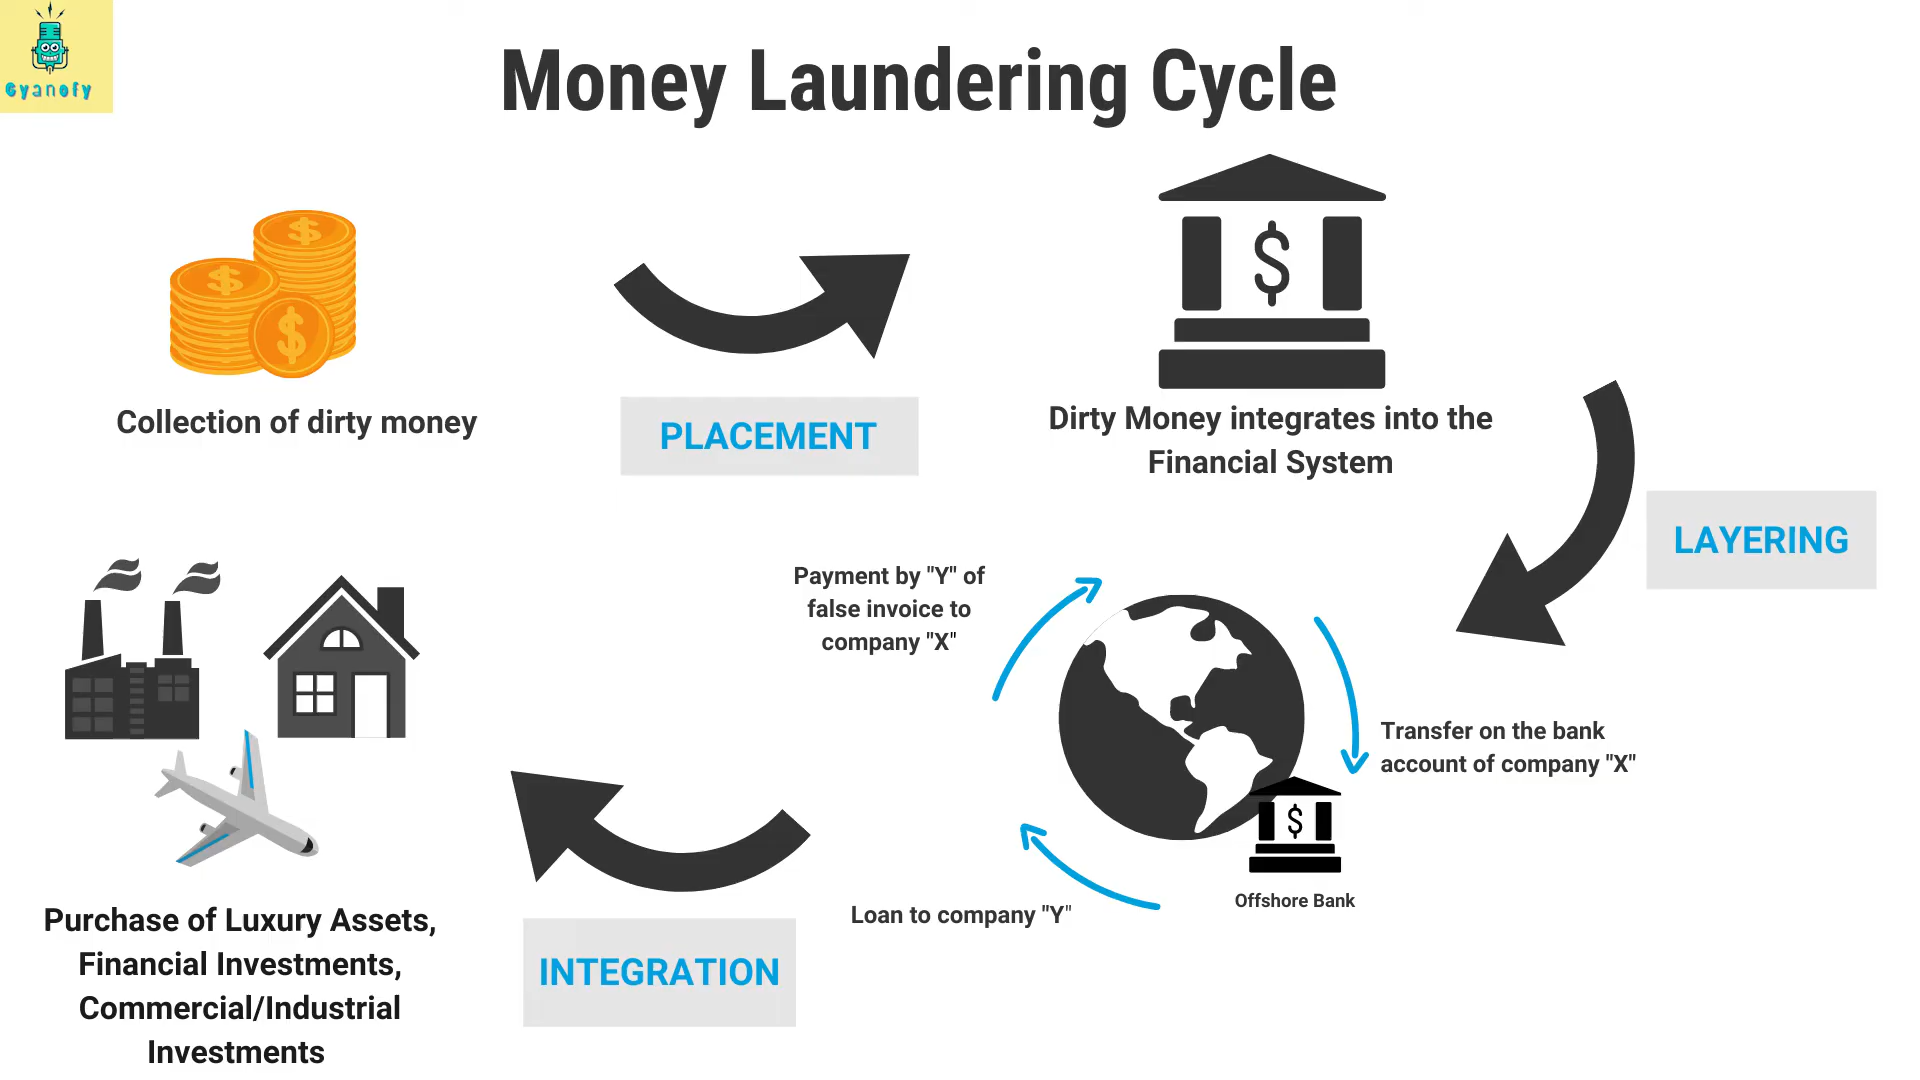 Gyanofy
Money Laundering Cycle
Collection of dirty money
PLACEMENT
Dirty Money integrates into the
Financial System
LAYERING
Payment by "Y" of
false invoice to
company "X"
Transfer on the bank
account of company "X"
Offshore Bank
Loan to company "Y"
INTEGRATION
Purchase of Luxury Assets,
Financial Investments,
Commercial/Industrial
Investments